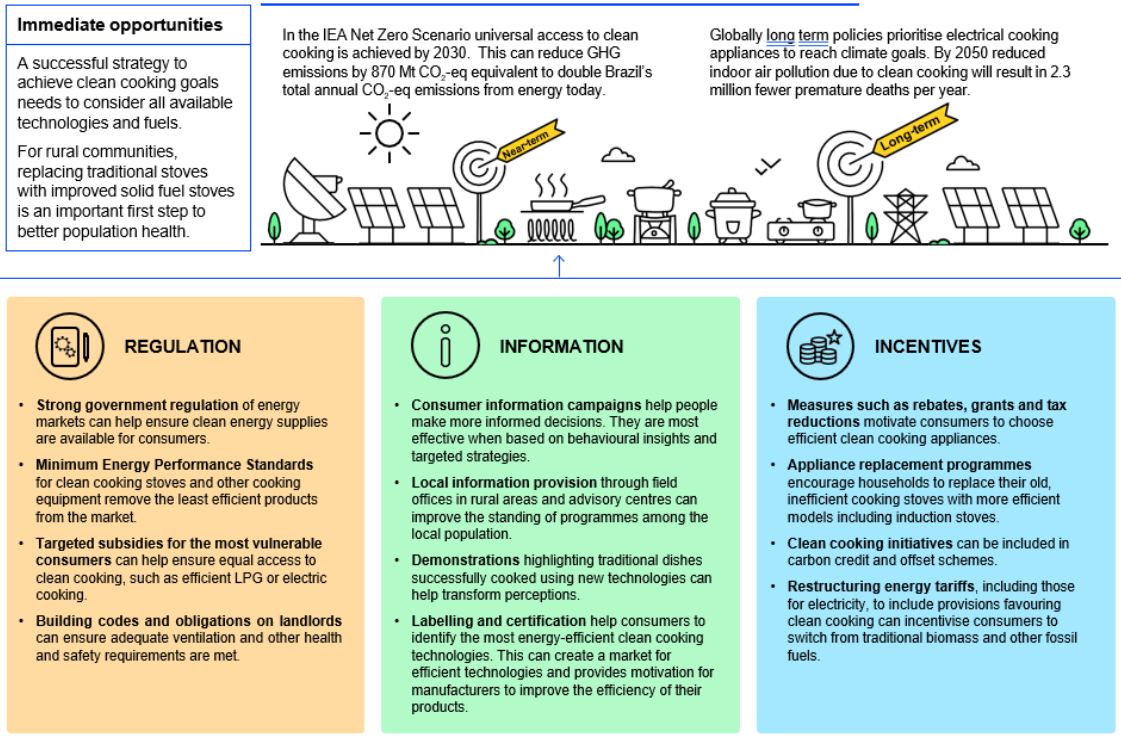 Immediate opportunities
A successful strategy to
achieve clean cooking goals
needs to consider all available
technologies and fuels.
For rural communities,
replacing traditional stoves
with improved solid fuel stoves
is an important first step to
better population health.
In the IEA Net Zero Scenario universal access to clean
cooking is achieved by 2030.  This can reduce GHG
emissions by 870 Mt CO₂-eq equivalent to double Brazil's
total annual CO₂-eq emissions from energy today.
Globally long term policies prioritise electrical cooking
appliances to reach climate goals. By 2050 reduced
indoor air pollution due to clean cooking will result in 2.3
million fewer premature deaths per year.
Near-term
Long-term
REGULATION
• Strong government regulation of energy
markets can help ensure clean energy supplies
are available for consumers.
• Minimum Energy Performance Standards
for clean cooking stoves and other cooking
equipment remove the least efficient products
from the market.
• Targeted subsidies for the most vulnerable
consumers can help ensure equal access to
clean cooking, such as efficient LPG or electric
cooking.
• Building codes and obligations on landlords
can ensure adequate ventilation and other health
and safety requirements are met.
INFORMATION
• Consumer information campaigns help people
make more informed decisions. They are most
effective when based on behavioural insights and
targeted strategies.
• Local information provision through field
offices in rural areas and advisory centres can
improve the standing of programmes among the
local population.
• Demonstrations highlighting traditional dishes
successfully cooked using new technologies can
help transform perceptions.
• Labelling and certification help consumers to
identify the most energy-efficient clean cooking
technologies. This can create a market for
efficient technologies and provides motivation for
manufacturers to improve the efficiency of their
products.
INCENTIVES
• Measures such as rebates, grants and tax
reductions motivate consumers to choose
efficient clean cooking appliances.
• Appliance replacement programmes
encourage households to replace their old,
inefficient cooking stoves with more efficient
models including induction stoves.
• Clean cooking initiatives can be included in
carbon credit and offset schemes.
• Restructuring energy tariffs, including those
for electricity, to include provisions favouring
clean cooking can incentivise consumers to
switch from traditional biomass and other fossil
fuels.